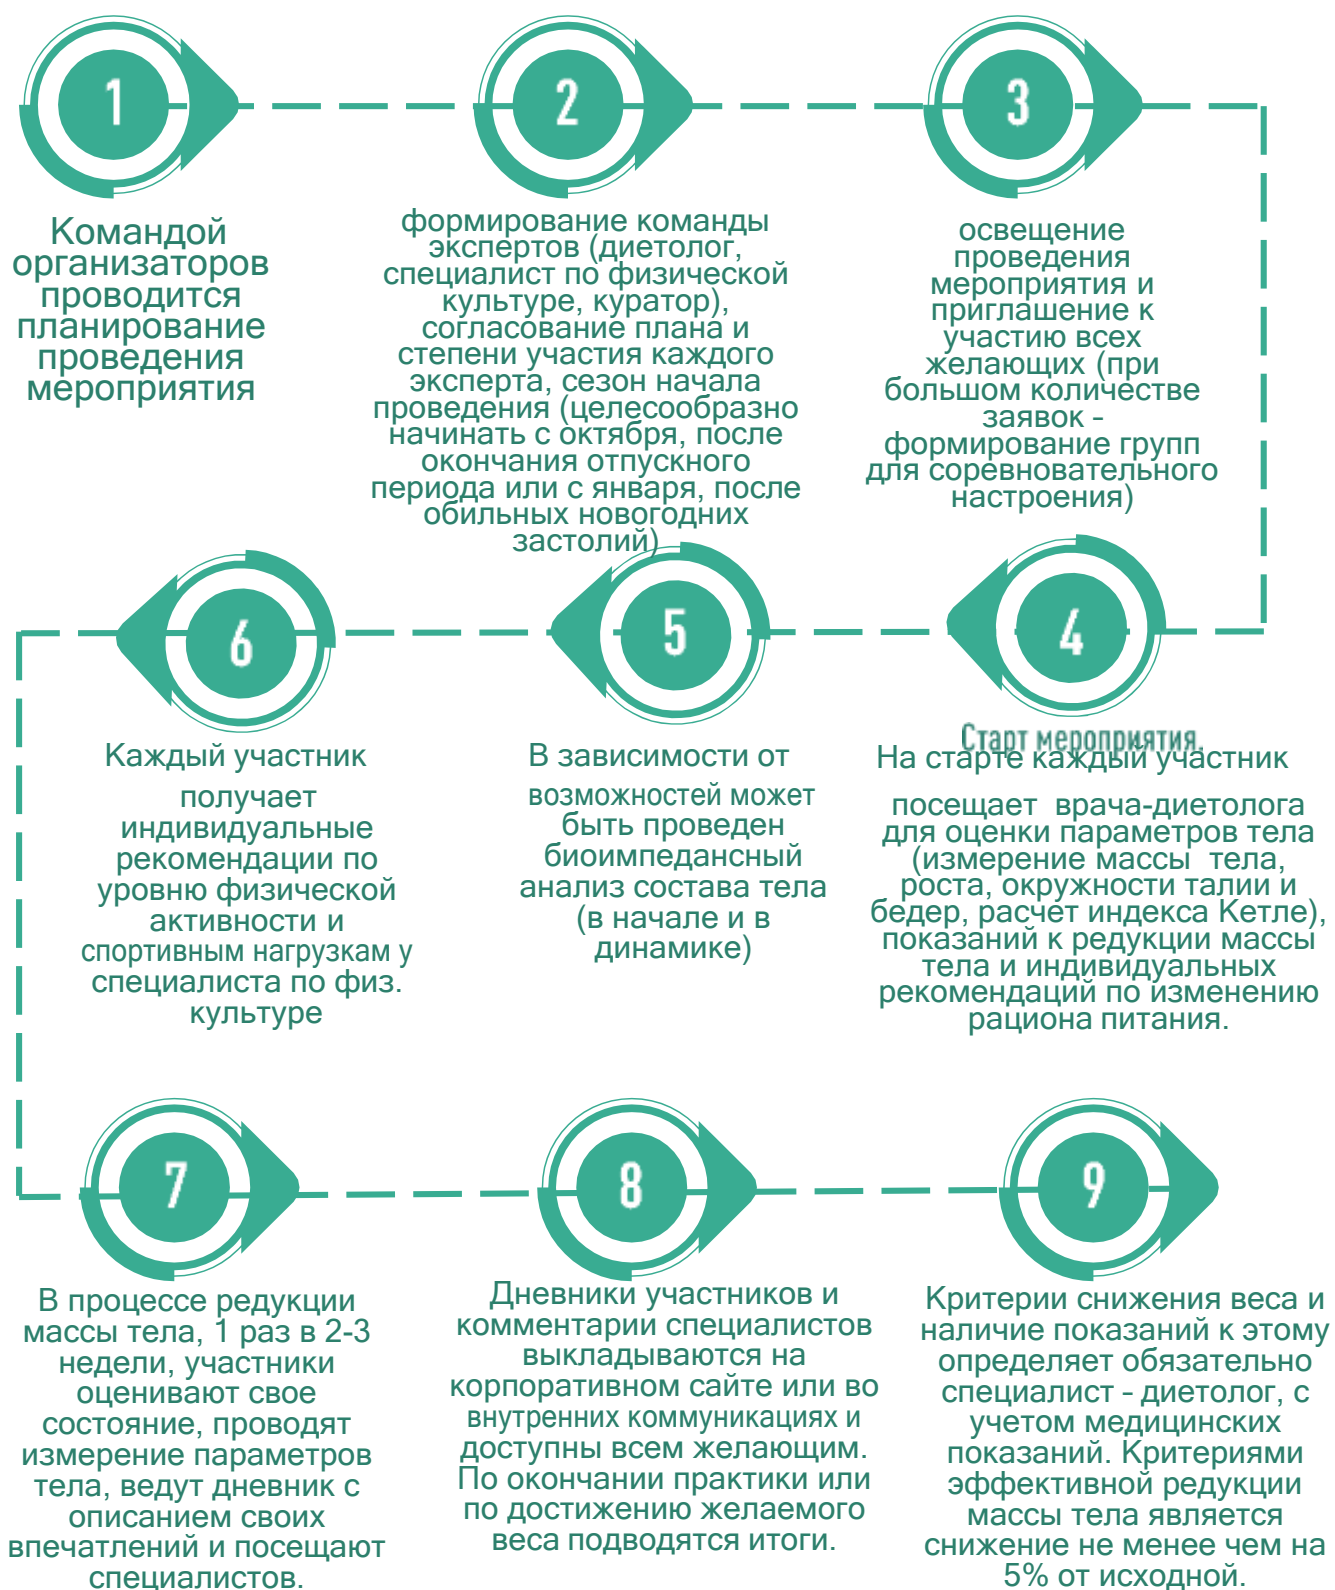 1
Командой
организаторов
проводится
планирование
проведения
мероприятия
2
формирование команды
экспертов (диетолог,
специалист по физической
культуре, куратор),
согласование плана и
степени участия каждого
эксперта, сезон начала
проведения (целесообразно
начинать с октября, после
окончания отпускного
периода или с января, после
обильных новогодних
застолий)
3
освещение
проведения
мероприятия и
приглашение к
участию всех
желающих (при
большом количестве
заявок –
формирование групп
для соревновательного
настроения)
4
Старт мероприятия.
На старте каждый участник
посещает врача-диетолога
для оценки параметров тела
(измерение массы тела,
роста, окружности талии и
бедер, расчет индекса Кетле),
показаний к редукции массы
тела и индивидуальных
рекомендаций по изменению
рациона питания.
5
В зависимости от
возможностей может
быть проведен
биоимпедансный
анализ состава тела
(в начале и в
динамике)
6
Каждый участник
получает
индивидуальные
рекомендации по
уровню физической
активности и
спортивным нагрузкам у
специалиста по физ.
культуре
7
В процессе редукции
массы тела, 1 раз в 2-3
недели, участники
оценивают свое
состояние, проводят
измерение параметров
тела, ведут дневник с
описанием своих
впечатлений и посещают
специалистов.
8
Дневники участников и
комментарии специалистов
выкладываются на
корпоративном сайте или во
внутренних коммуникациях и
доступны всем желающим.
По окончании практики или
по достижению желаемого
веса подводятся итоги.
9
Критерии снижения веса и
наличие показаний к этому
определяет обязательно
специалист – диетолог, с
учетом медицинских
показаний. Критериями
эффективной редукции
массы тела является
снижение не менее чем на
5% от исходной.